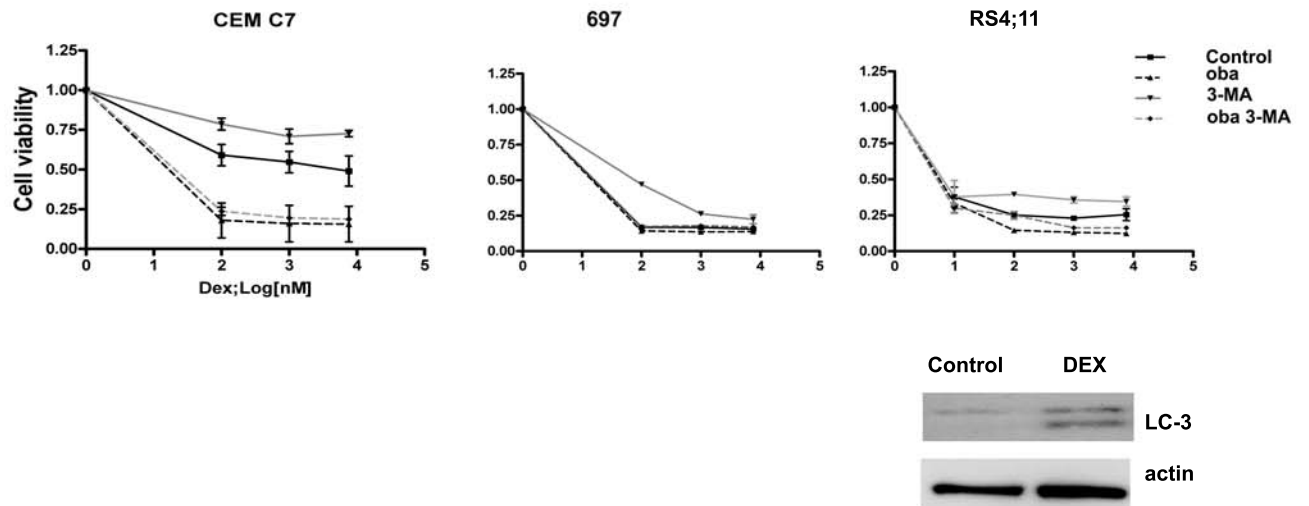 CEM C7
697
RS4;11
Control
oba
3-MA
oba 3-MA
Cell viability
1.25
1.00
0.75
0.50
0.25
0.00
0 1 2 3 4 5
Dex;Log[nM]
1.25
1.00
0.75
0.50
0.25
0.00
0 1 2 3 4 5
1.25
1.00
0.75
0.50
0.25
0.00
0 1 2 3 4 5
Control DEX
LC-3
actin